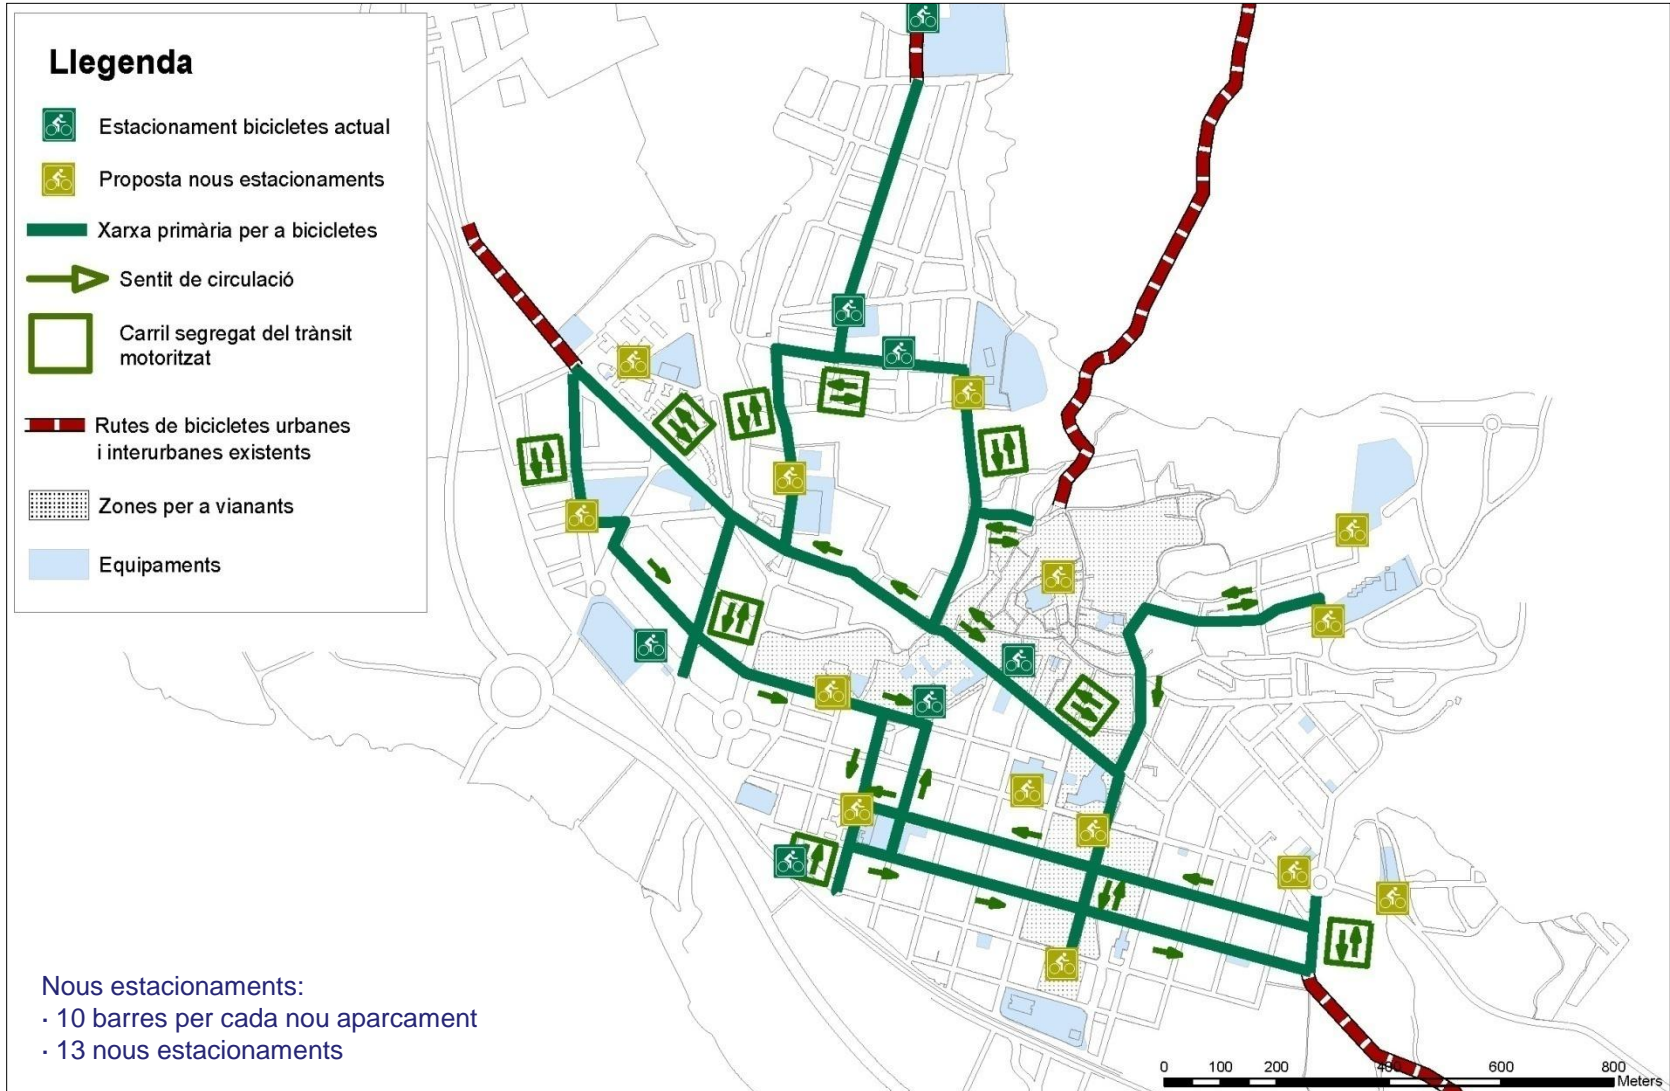 Llegenda
Estacionament bicicletes actual
Proposta nous estacionaments
Xarxa primària per a bicicletes
Sentit de circulació
Carril segregat del trànsit
motoritzat
Rutes de bicicletes urbanes
i interurbanes existents
Zones per a vianants
Equipaments
Nous estacionaments:
· 10 barres per cada nou aparcament
· 13 nous estacionaments
0 100 200 400 600 800
Meters